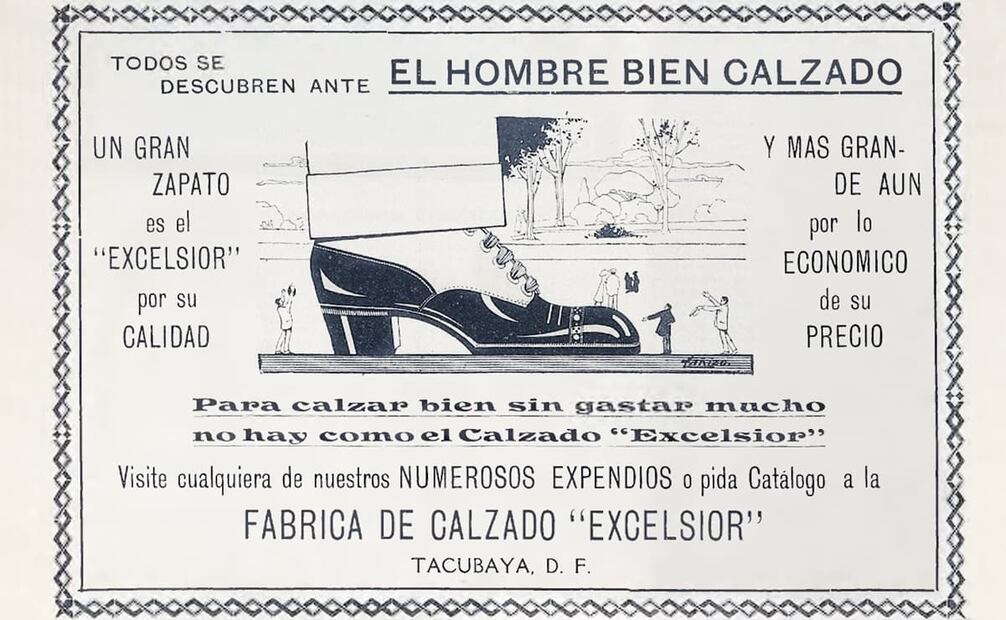 TODOS SE
DESCUBREN ANTE EL HOMBRE BIEN CALZADO
UN GRAN
ZAPATO
es el
"EXCELSIOR"
por su
CALIDAD
Y MAS GRAN-
DE AUN
por lo
ECONOMICO
de su
PRECIO
Para calzar bien sin gastar mucho
no hay como el Calzado "Excelsior"
Visite cualquiera de nuestros NUMEROSOS EXPENDIOS o pida Catálogo a la
FABRICA DE CALZADO "EXCELSIOR"
TACUBAYA, D. F.